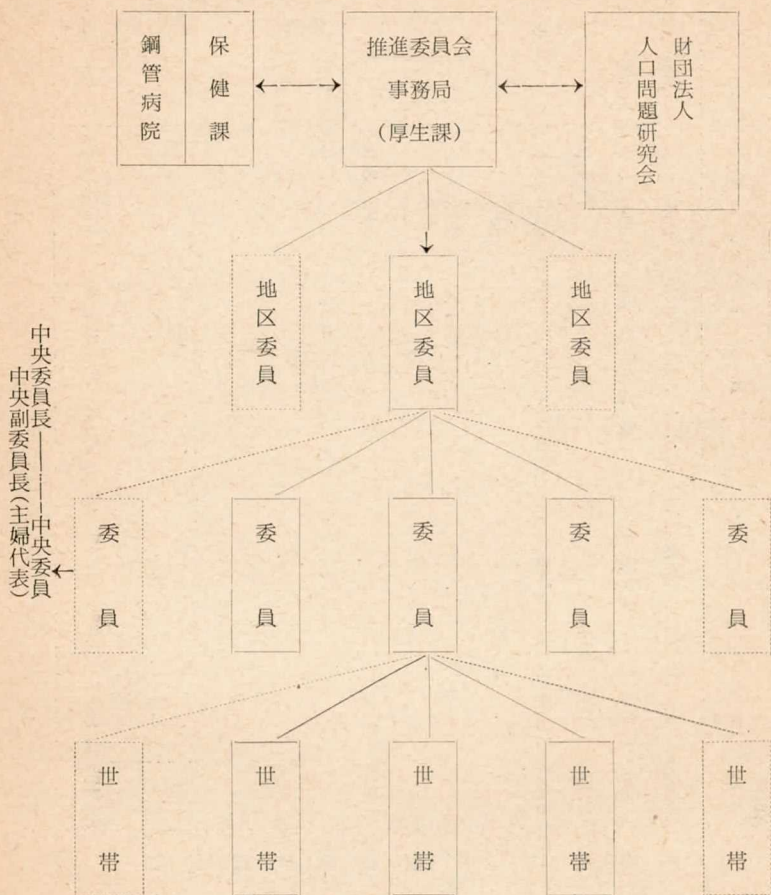 財団法人
人口問題研究会
推進委員会
事務局
(厚生課)
保健課
鋼管病院
地区委員
地区委員
地区委員
委員
委員
委員
委員
委員
中央委員長
中央委員
中央副委員長(主婦代表)
世帯
世帯
世帯
世帯
世帯